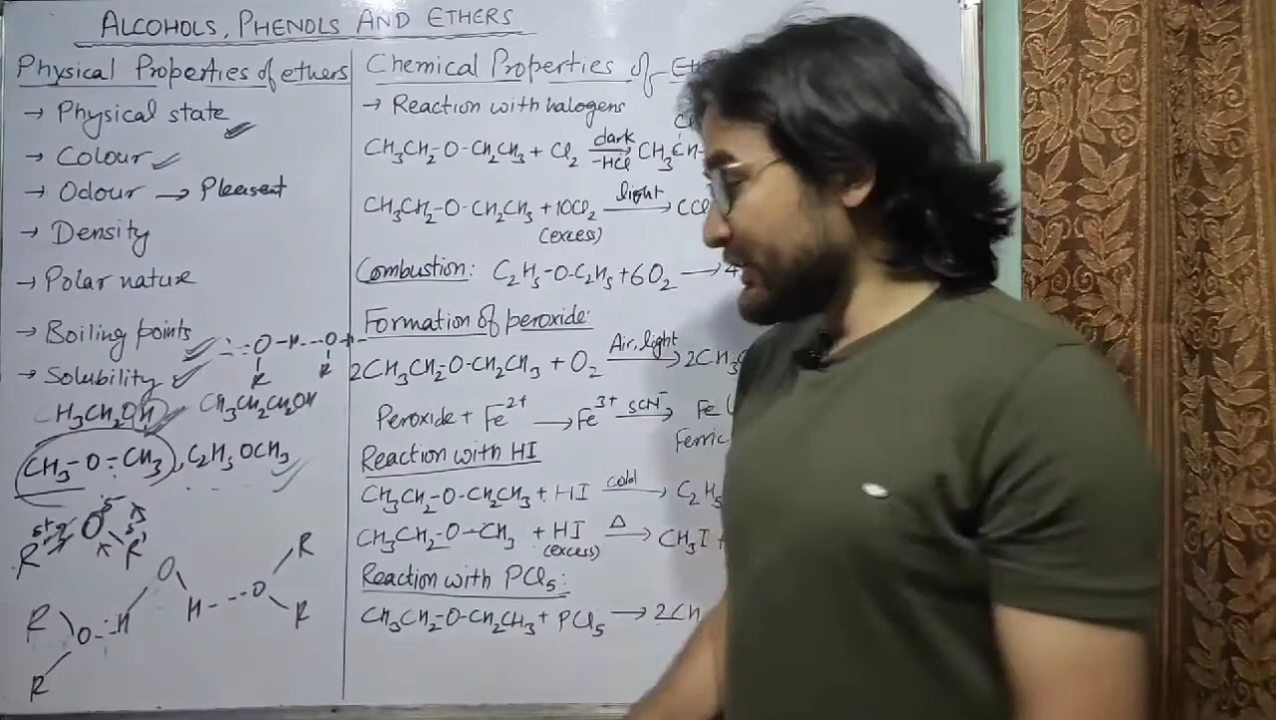 ALCOHOLS, PHENOLS AND ETHERS
Physical Properties of ethers
→ Physical state
→ Colour
→ Odour → Pleasent
→ Density
→ Polar nature
→ Boiling points
→ Solubility
O-H---O-H
R R
CH3CH2OH CH3CH2CH2OH
CH3-O-CH3, C2H5OCH3
δ+ O δ-
R R'
O R
H---O
R H R
O---H
R
Chemical Properties of Eth
→ Reaction with halogens
CH3CH2-O-CH2CH3 + Cl2 dark → -HCl CH3CH-
CH3CH2-O-CH2CH3 + 10Cl2 light → CCl
(excess)
Combustion: C2H5-O-C2H5 + 6O2 → 4
Formation of peroxide:
2CH3CH2-O-CH2CH3 + O2 Air, light → 2CH3
Peroxide + Fe2+ → Fe3+ SCN- → Fe(
Ferric
Reaction with HI
CH3CH2-O-CH2CH3 + HI cold → C2H5
CH3CH2-O-CH3 + HI Δ → CH3I +
(excess)
Reaction with PCl5:
CH3CH2-O-CH2CH3 + PCl5 → 2CH